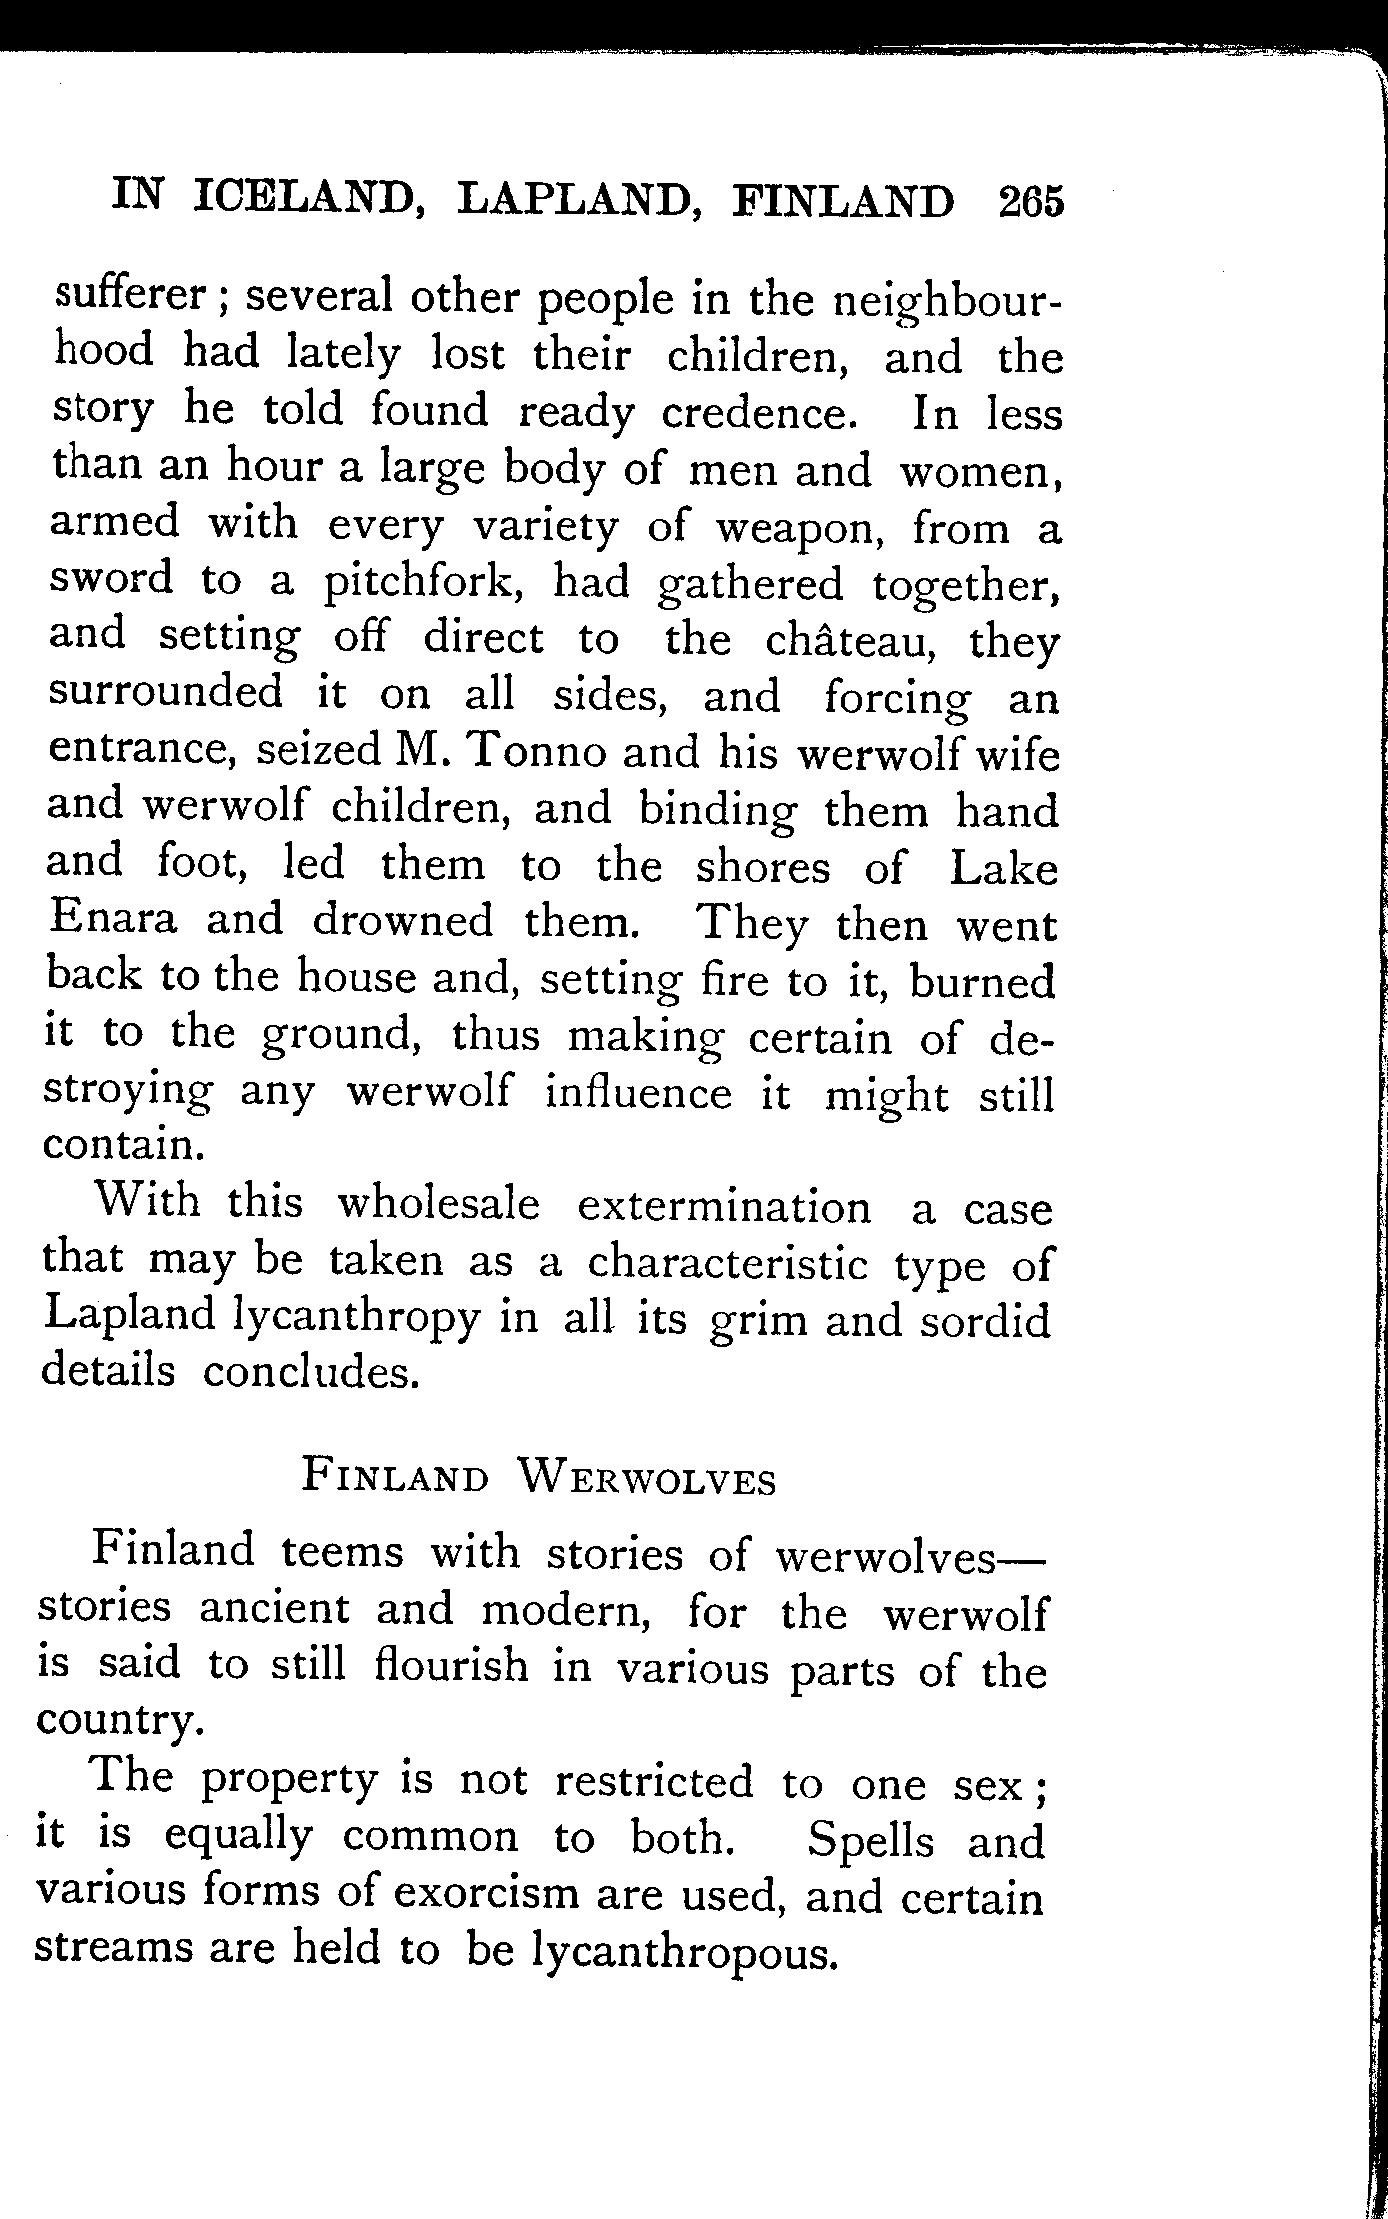 IN ICELAND, LAPLAND, FINLAND 265
sufferer ; several other people in the neighbour-
hood had lately lost their children, and the
story he told found ready credence. In less
than an hour a large body of men and women,
armed with every variety of weapon, from a
sword to a pitchfork, had gathered together,
and setting off direct to the château, they
surrounded it on all sides, and forcing an
entrance, seized M. Tonno and his werwolf wife
and werwolf children, and binding them hand
and foot, led them to the shores of Lake
Enara and drowned them. They then went
back to the house and, setting fire to it, burned
it to the ground, thus making certain of de-
stroying any werwolf influence it might still
contain.
With this wholesale extermination a case
that may be taken as a characteristic type of
Lapland lycanthropy in all its grim and sordid
details concludes.
FINLAND WERWOLVES
Finland teems with stories of werwolves—
stories ancient and modern, for the werwolf
is said to still flourish in various parts of the
country.
The property is not restricted to one sex ;
it is equally common to both. Spells and
various forms of exorcism are used, and certain
streams are held to be lycanthropous.